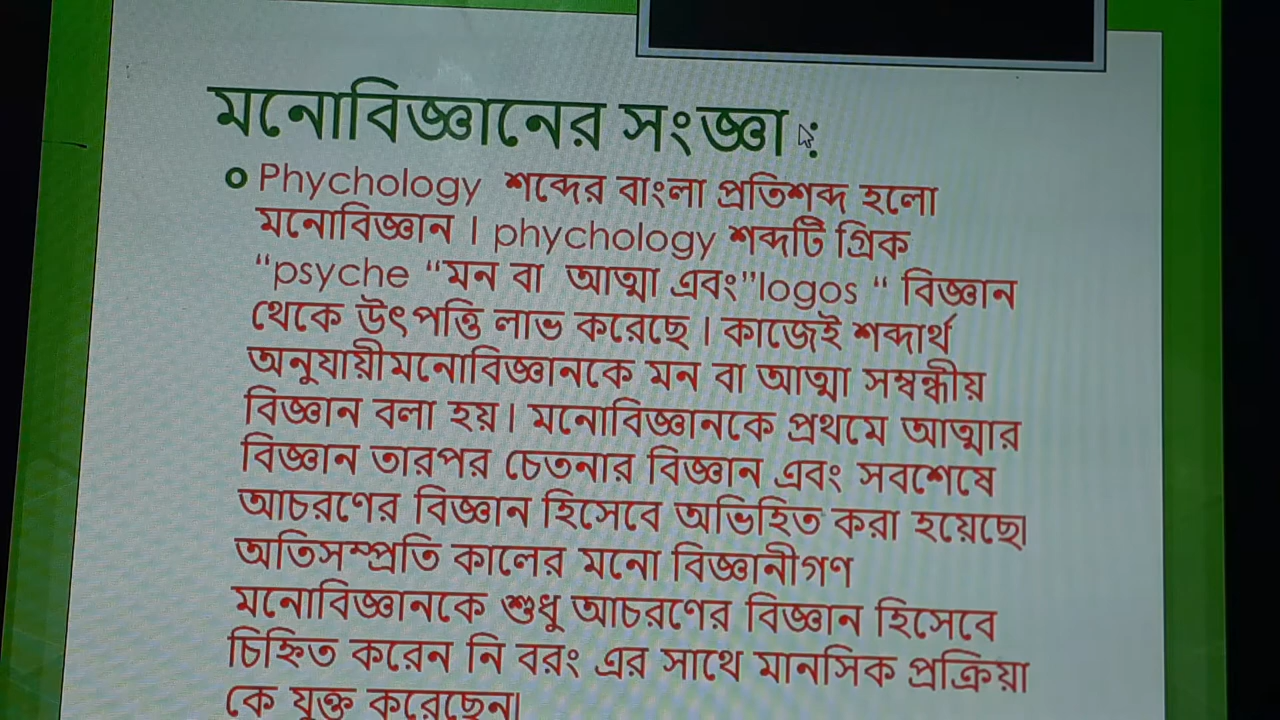 মনোবিজ্ঞানের সংজ্ঞা :
Phychology শব্দের বাংলা প্রতিশব্দ হলো
মনোবিজ্ঞান । phychology শব্দটি গ্রিক
“psyche “মন বা আত্মা এবং”logos “ বিজ্ঞান
থেকে উৎপত্তি লাভ করেছে । কাজেই শব্দার্থ
অনুযায়ীমনোবিজ্ঞানকে মন বা আত্মা সম্বন্ধীয়
বিজ্ঞান বলা হয়। মনোবিজ্ঞানকে প্রথমে আত্মার
বিজ্ঞান তারপর চেতনার বিজ্ঞান এবং সবশেষে
আচরণের বিজ্ঞান হিসেবে অভিহিত করা হয়েছে।
অতিসম্প্রতি কালের মনো বিজ্ঞানীগণ
মনোবিজ্ঞানকে শুধু আচরণের বিজ্ঞান হিসেবে
চিহ্নিত করেন নি বরং এর সাথে মানসিক প্রক্রিয়া
কে যুক্ত করেছেন।